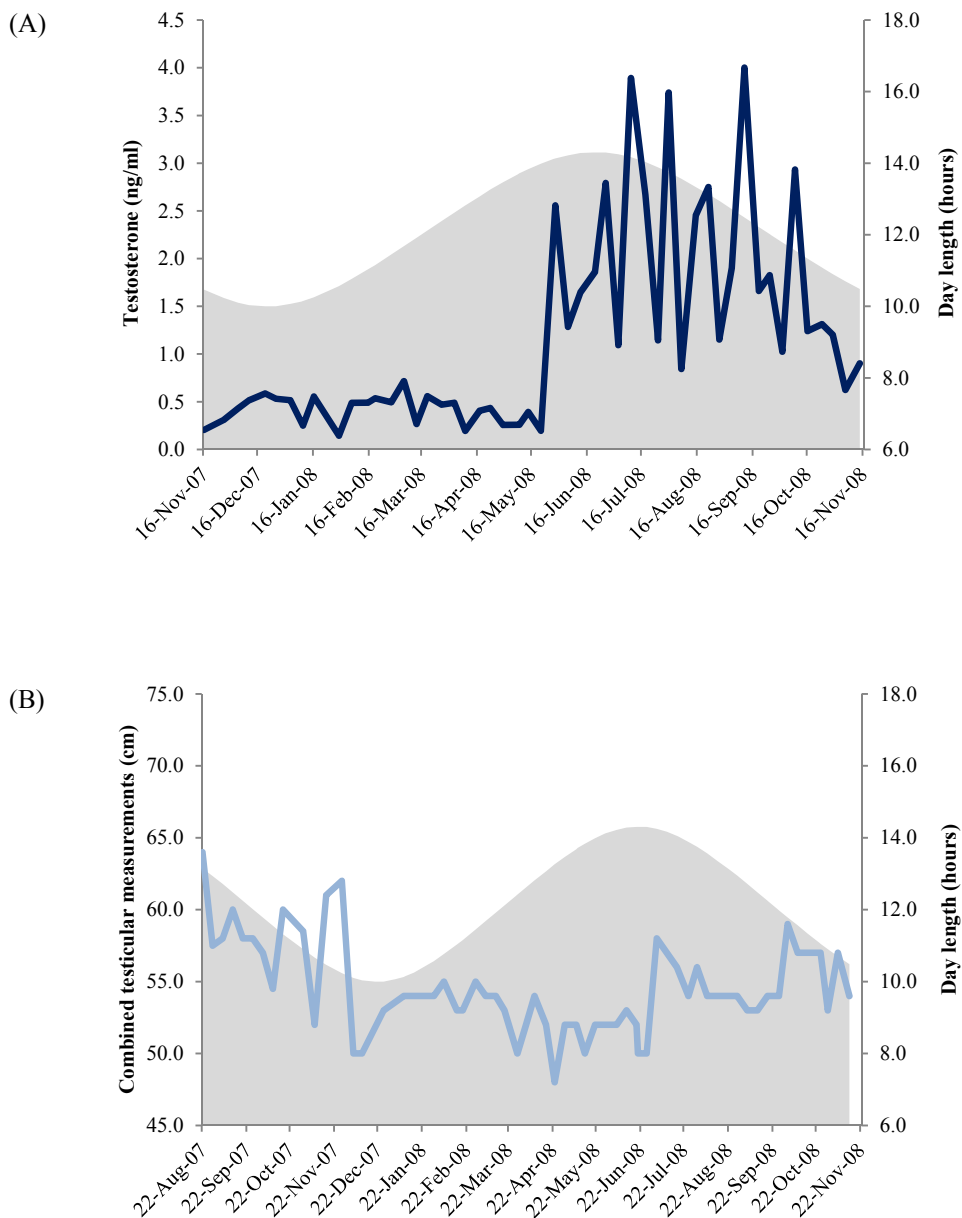 (A)
Testosterone (ng/ml)
4.5
4.0
3.5
3.0
2.5
2.0
1.5
1.0
0.5
0.0
18.0
16.0
14.0
12.0
10.0
8.0
6.0
Day length (hours)
16-Nov-07
16-Dec-07
16-Jan-08
16-Feb-08
16-Mar-08
16-Apr-08
16-May-08
16-Jun-08
16-Jul-08
16-Aug-08
16-Sep-08
16-Oct-08
16-Nov-08
(B)
Combined testicular measurements (cm)
75.0
70.0
65.0
60.0
55.0
50.0
45.0
18.0
16.0
14.0
12.0
10.0
8.0
6.0
Day length (hours)
22-Aug-07
22-Sep-07
22-Oct-07
22-Nov-07
22-Dec-07
22-Jan-08
22-Feb-08
22-Mar-08
22-Apr-08
22-May-08
22-Jun-08
22-Jul-08
22-Aug-08
22-Sep-08
22-Oct-08
22-Nov-08